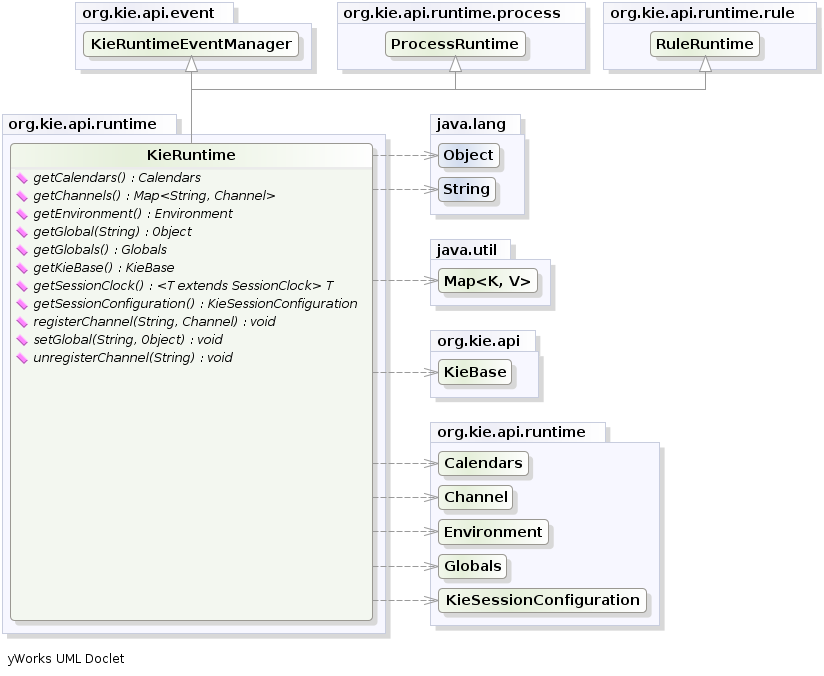 org.kie.api.event
org.kie.api.runtime.process
org.kie.api.runtime.rule
KieRuntimeEventManager
ProcessRuntime
RuleRuntime
org.kie.api.runtime
KieRuntime
getCalendars() : Calendars
getChannels() : Map<String, Channel>
getEnvironment() : Environment
getGlobal(String) : Object
getGlobals() : Globals
getKieBase() : KieBase
getSessionClock() : <T extends SessionClock> T
getSessionConfiguration() : KieSessionConfiguration
registerChannel(String, Channel) : void
setGlobal(String, Object) : void
unregisterChannel(String) : void
java.lang
Object
String
java.util
Map<K, V>
org.kie.api
KieBase
org.kie.api.runtime
Calendars
Channel
Environment
Globals
KieSessionConfiguration
yWorks UML Doclet